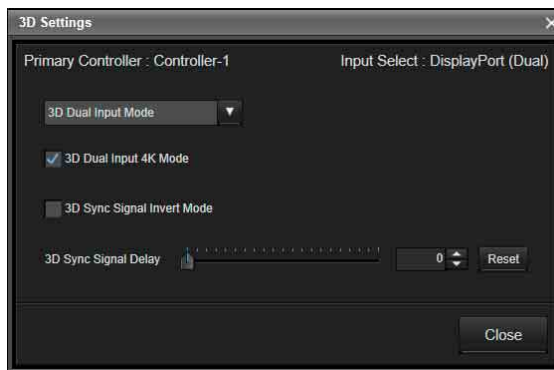 3D Settings
Primary Controller : Controller-1 Input Select : DisplayPort (Dual)
3D Dual Input Mode
3D Dual Input 4K Mode
3D Sync Signal Invert Mode
3D Sync Signal Delay 0 Reset
Close